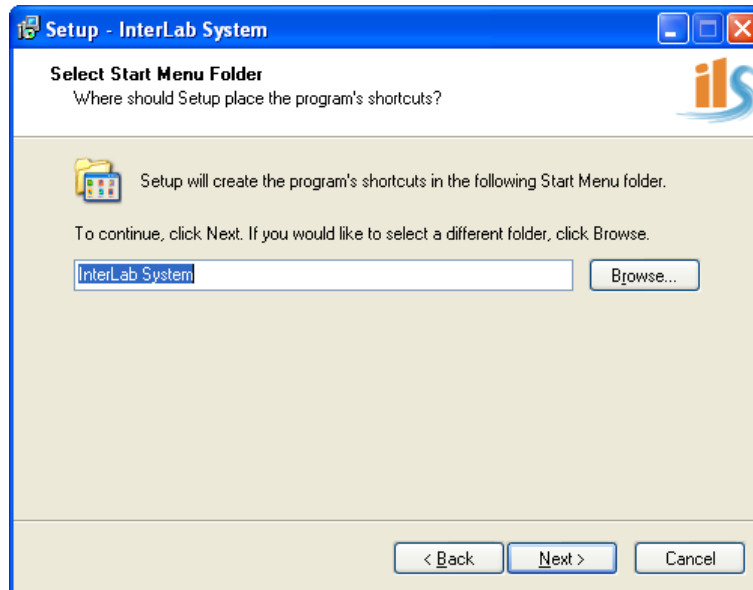 Setup - InterLab System
Select Start Menu Folder
Where should Setup place the program's shortcuts?
ils
Setup will create the program's shortcuts in the following Start Menu folder.
To continue, click Next. If you would like to select a different folder, click Browse.
InterLab System
Browse...
< Back
Next >
Cancel